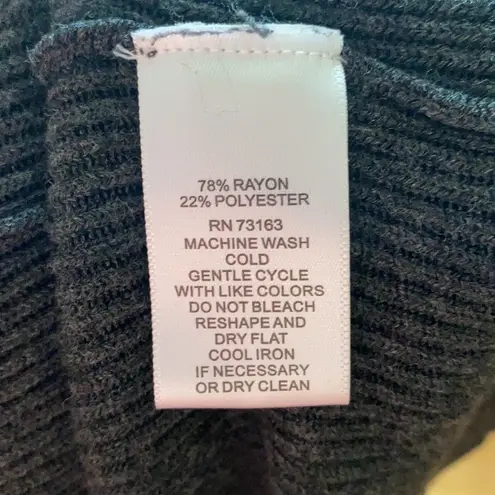 78% RAYON
22% POLYESTER
RN 73163
MACHINE WASH
COLD
GENTLE CYCLE
WITH LIKE COLORS
DO NOT BLEACH
RESHAPE AND
DRY FLAT
COOL IRON
IF NECESSARY
OR DRY CLEAN